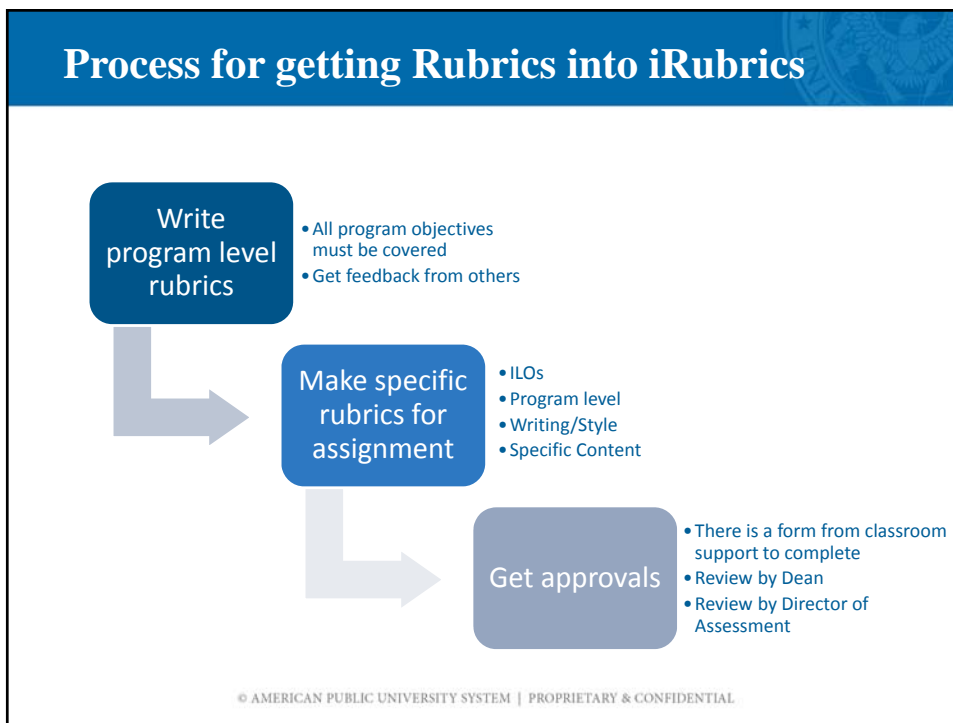 Process for getting Rubrics into iRubrics
Write
program level
rubrics
• All program objectives
must be covered
• Get feedback from others
Make specific
rubrics for
assignment
• ILOs
• Program level
• Writing/Style
• Specific Content
Get approvals
• There is a form from classroom
support to complete
• Review by Dean
• Review by Director of
Assessment
© AMERICAN PUBLIC UNIVERSITY SYSTEM | PROPRIETARY & CONFIDENTIAL